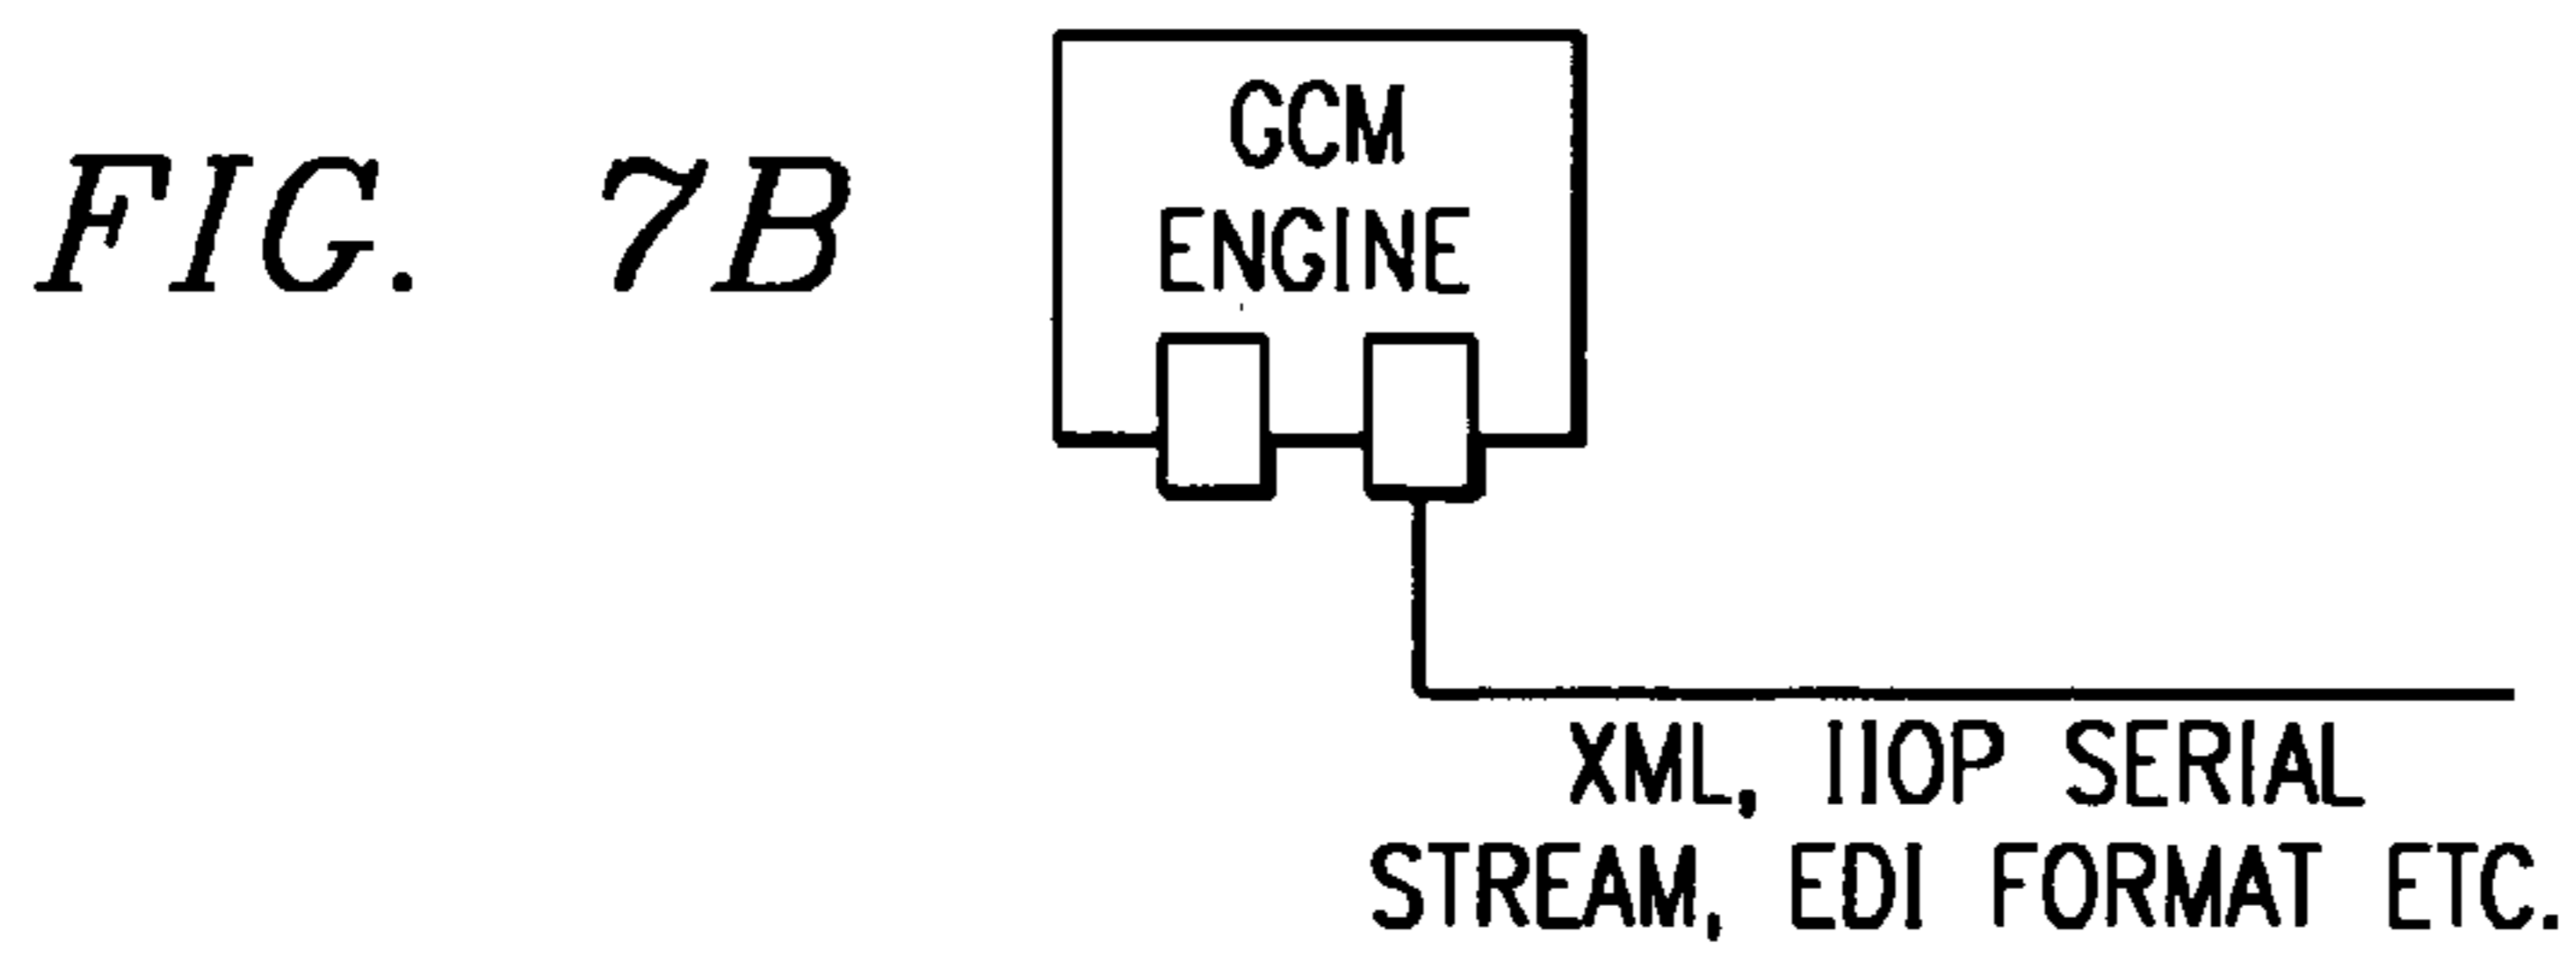 FIG. 7B
GCM
ENGINE
XML, IIOP SERIAL
STREAM, EDI FORMAT ETC.